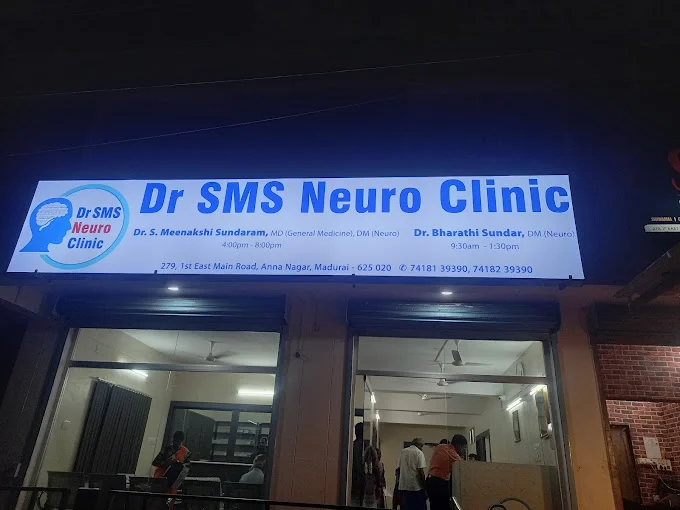 Dr SMS Neuro Clinic
Dr SMS
Neuro
Clinic
Dr. S. Meenakshi Sundaram, MD (General Medicine), DM (Neuro)
4:00pm - 8:00pm
Dr. Bharathi Sundar, DM (Neuro)
9:30am - 1:30pm
279, 1st East Main Road, Anna Nagar, Madurai - 625 020 ✆ 74181 39390, 74182 39390